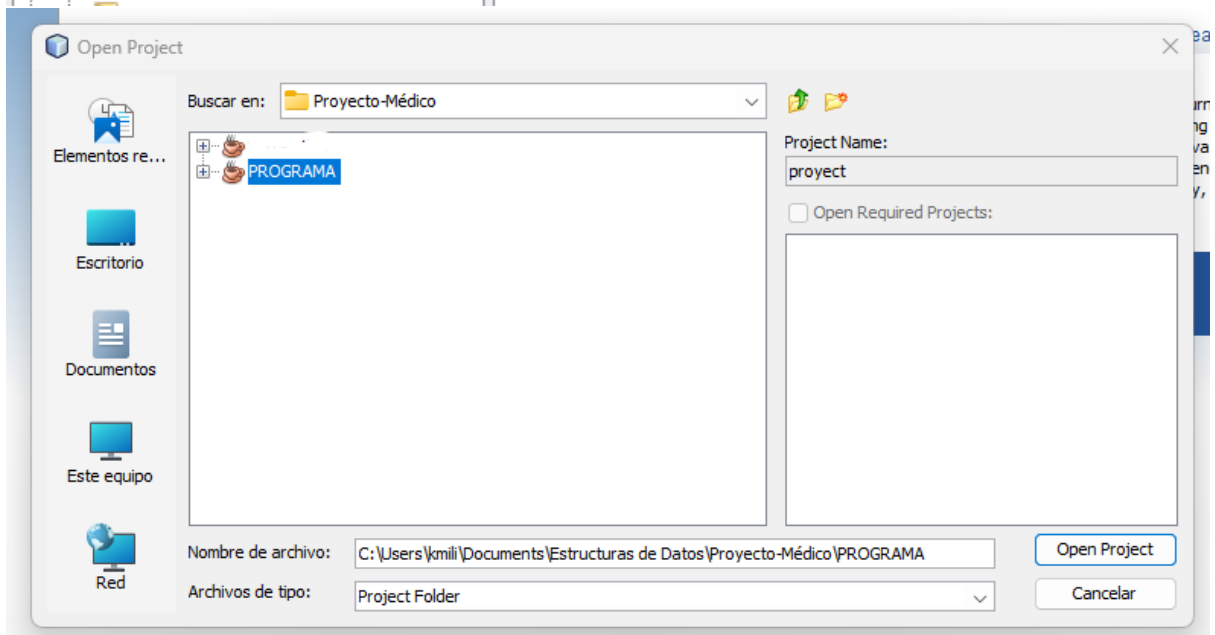 Open Project
Buscar en: Proyecto-Médico
Elementos re...
PROGRAMA
Project Name:
proyect
Open Required Projects:
Escritorio
Documentos
Este equipo
Red
Nombre de archivo: C:\Users\kmili\Documents\Estructuras de Datos\Proyecto-Médico\PROGRAMA
Open Project
Archivos de tipo: Project Folder
Cancelar